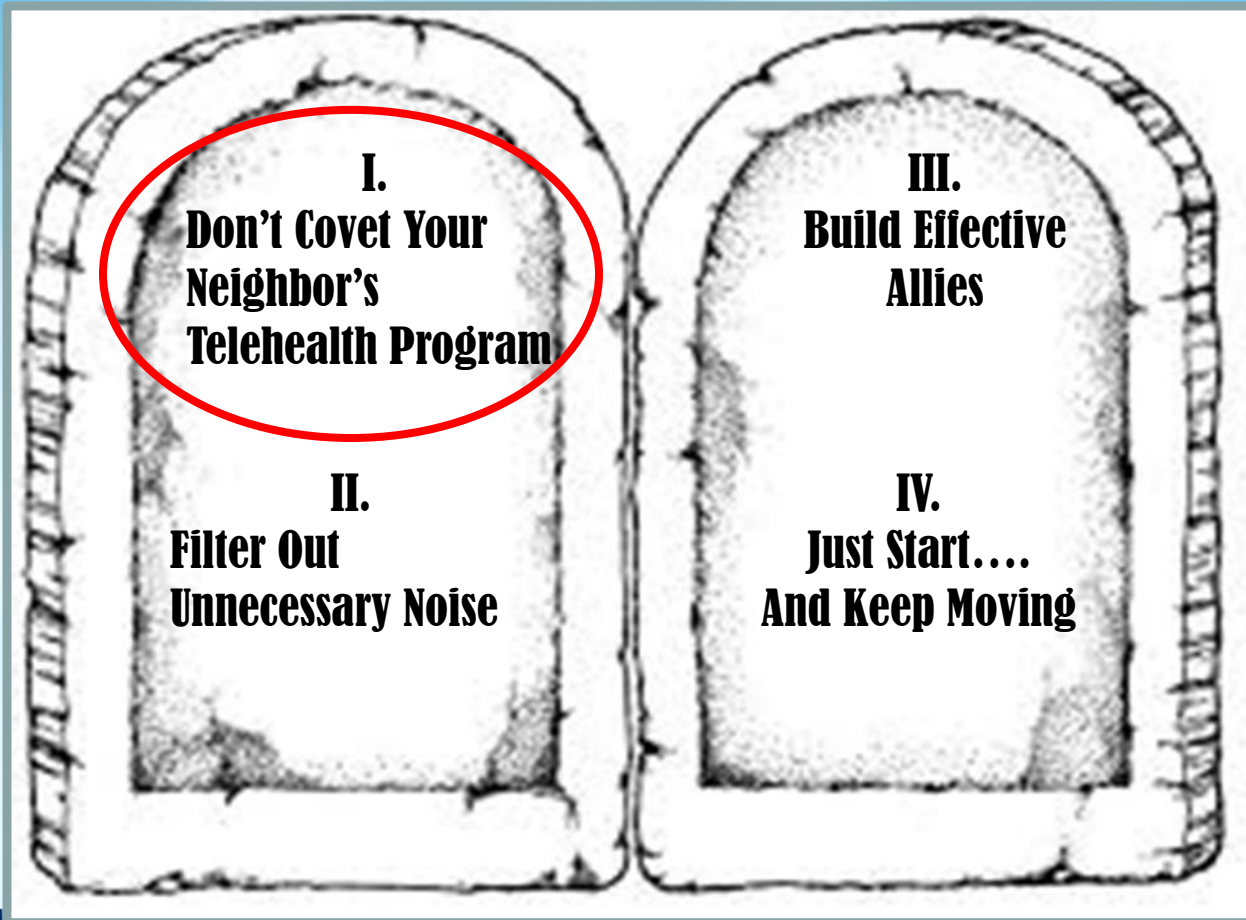 I.
Don’t Covet Your
Neighbor’s
Telehealth Program
II.
Filter Out
Unnecessary Noise
III.
Build Effective
Allies
IV.
Just Start....
And Keep Moving